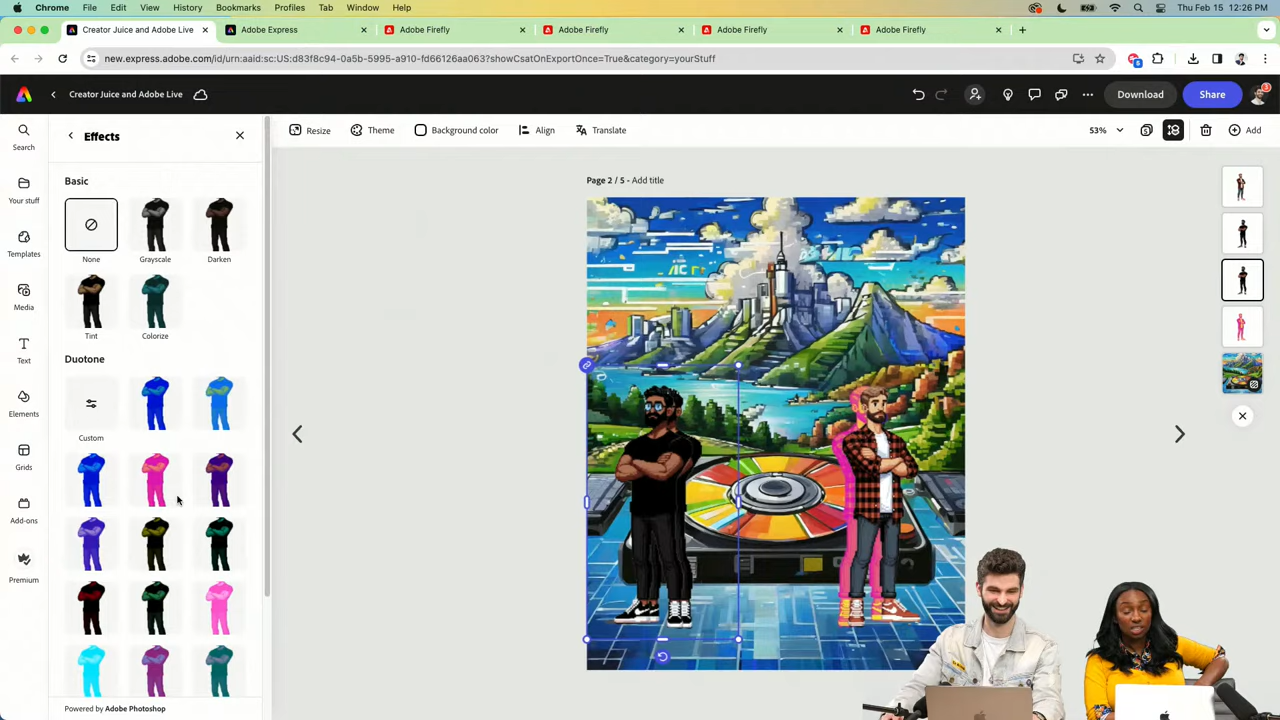 Chrome File Edit View History Bookmarks Profiles Tab Window Help Thu Feb 15 12:26 PM
Creator Juice and Adobe Live Adobe Express Adobe Firefly Adobe Firefly Adobe Firefly Adobe Firefly
new.express.adobe.com/id/urn:aaid:sc:US:d83f8c94-0a5b-5995-a910-fd66126aa063?showCsatOnExportOnce=True&category=yourStuff
6
Creator Juice and Adobe Live Download Share
3
Search
Your stuff
Templates
Media
Text
Elements
Grids
Add-ons
Premium
Effects
Basic
None Grayscale Darken
Tint Colorize
Duotone
Custom
Powered by Adobe Photoshop
Resize Theme Background color Align Translate 53% Add
5
Page 2 / 5 - Add title